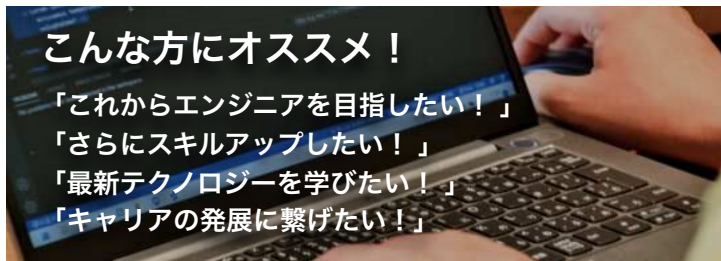 こんな方にオススメ！
「これからエンジニアを目指したい！ 」
「さらにスキルアップしたい！ 」
「最新テクノロジーを学びたい！ 」
「キャリアの発展に繋げたい！」